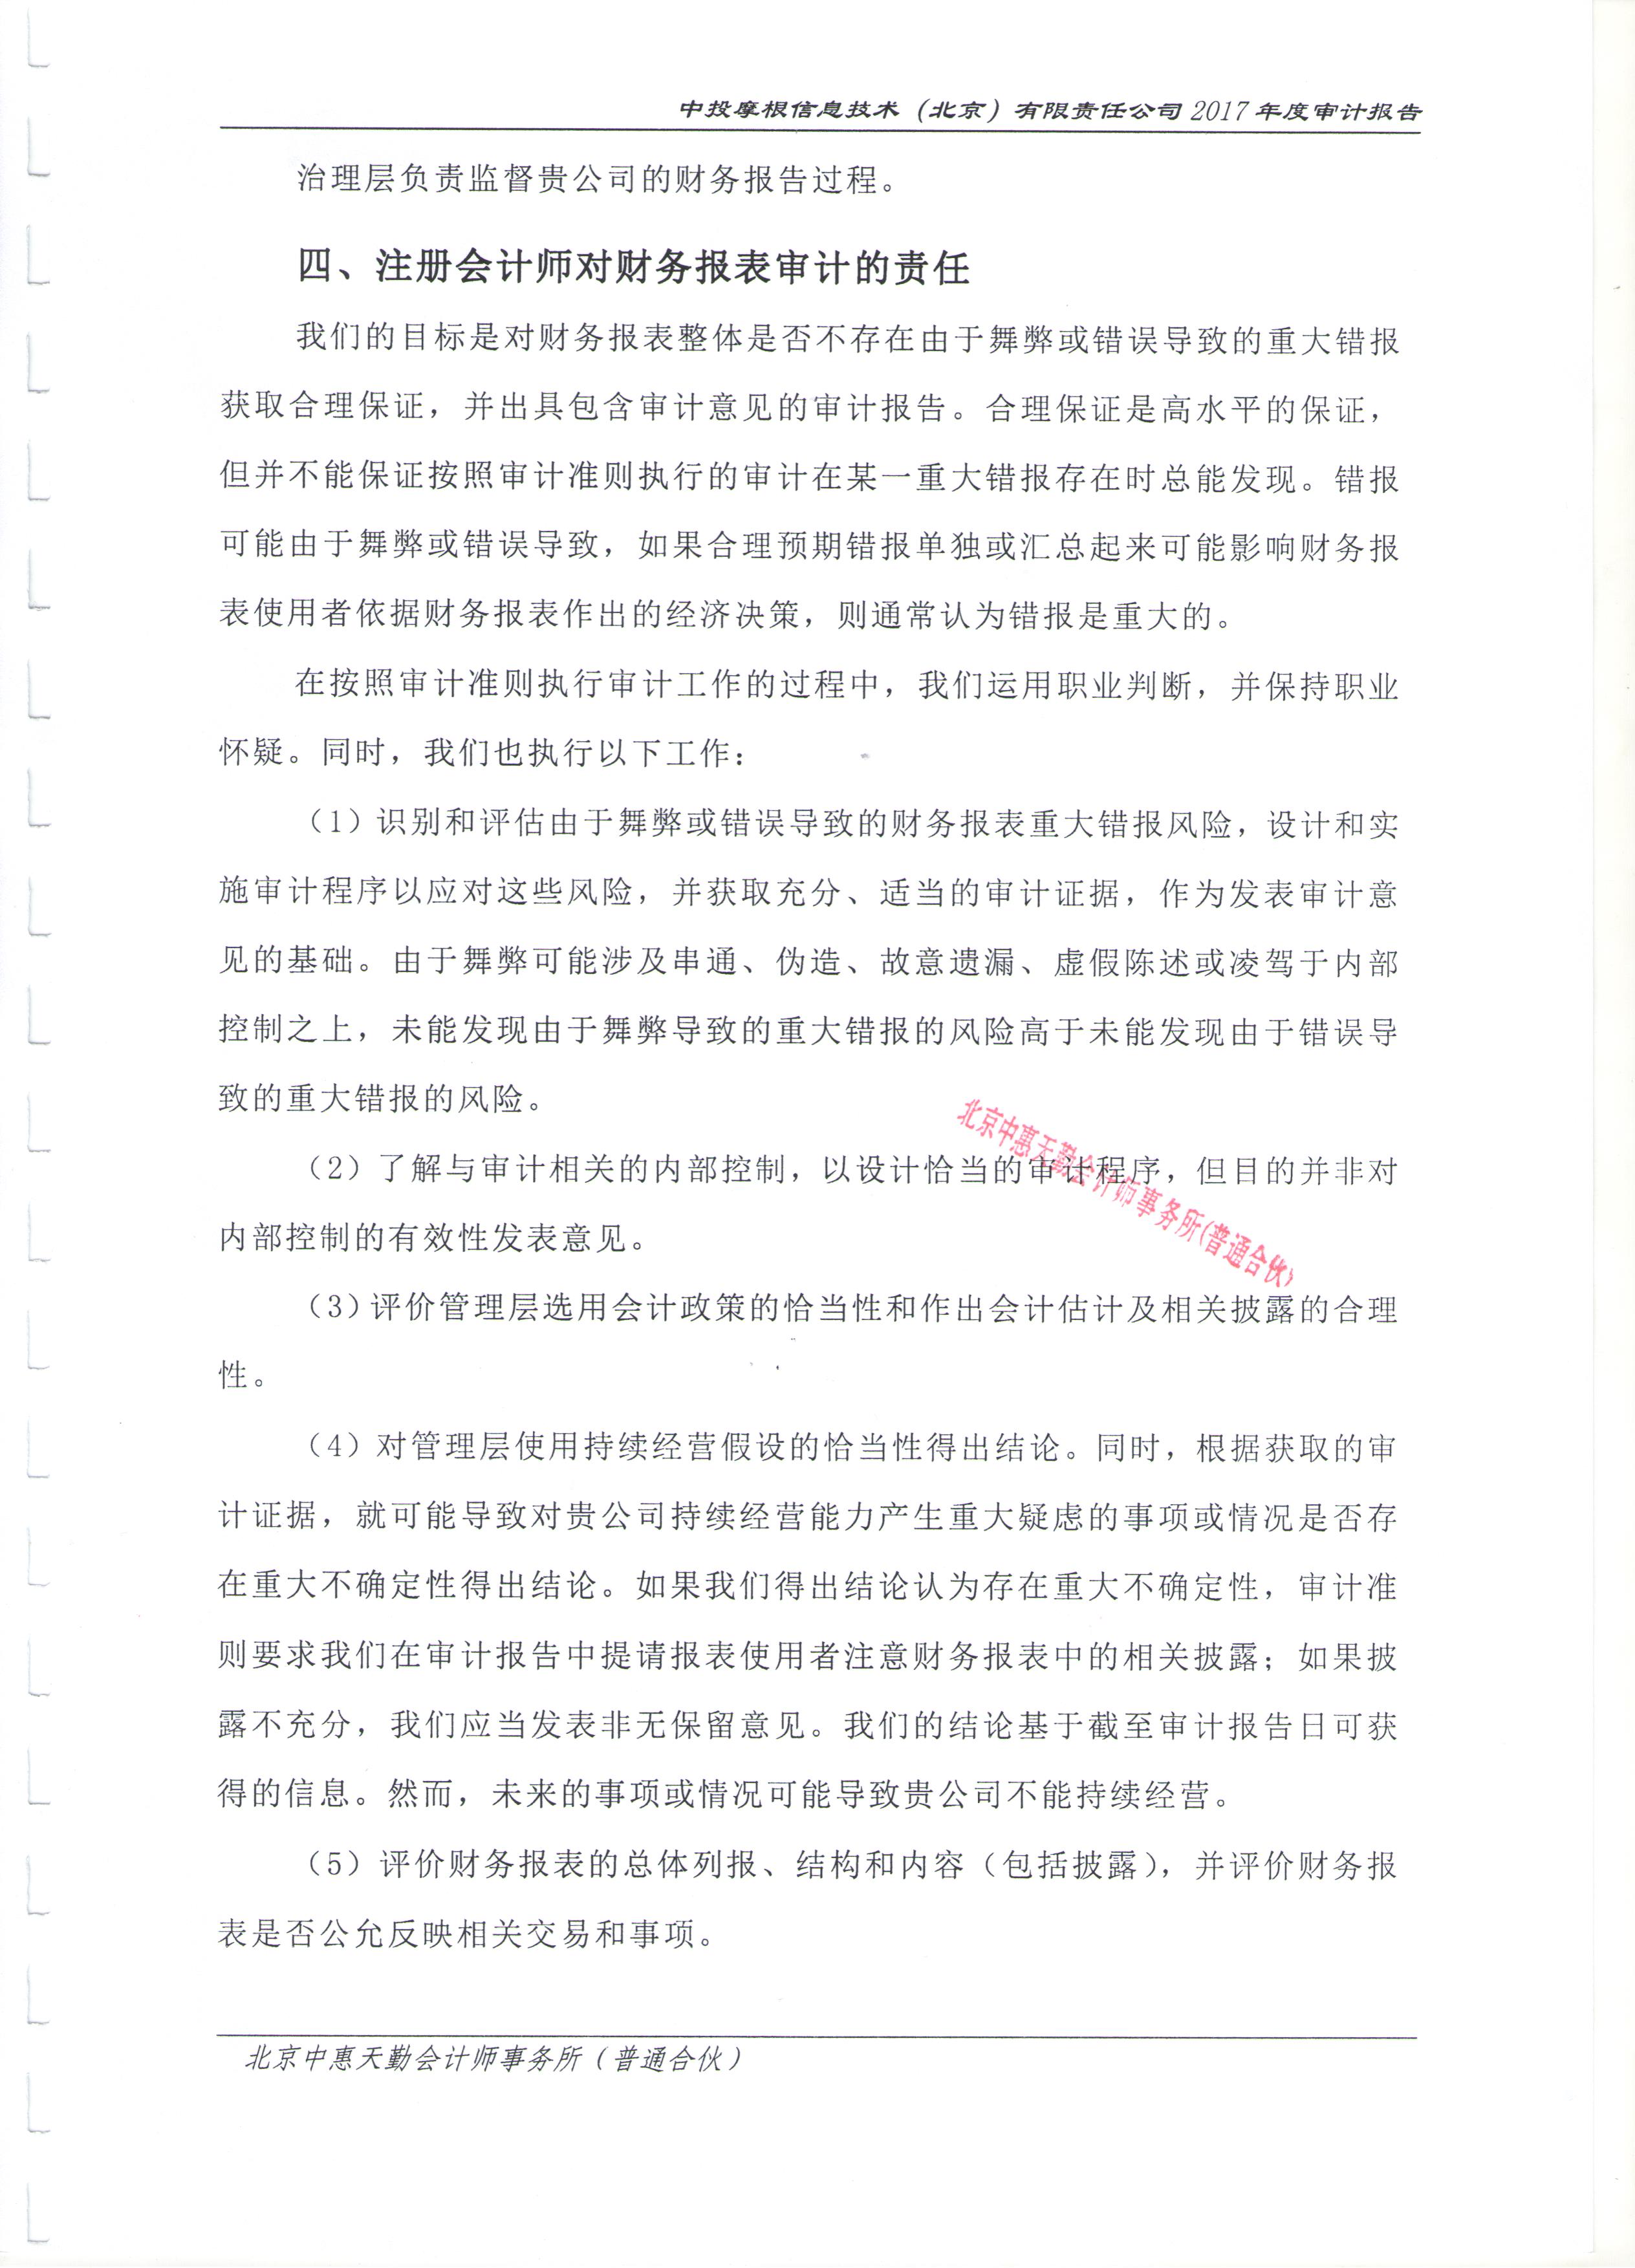 中投摩根信息技术（北京）有限责任公司2017年度审计报告
治理层负责监督贵公司的财务报告过程。
四、注册会计师对财务报表审计的责任
我们的目标是对财务报表整体是否不存在由于舞弊或错误导致的重大错报
获取合理保证，并出具包含审计意见的审计报告。合理保证是高水平的保证，
但并不能保证按照审计准则执行的审计在某一重大错报存在时总能发现。错报
可能由于舞弊或错误导致，如果合理预期错报单独或汇总起来可能影响财务报
表使用者依据财务报表作出的经济决策，则通常认为错报是重大的。
在按照审计准则执行审计工作的过程中，我们运用职业判断，并保持职业
怀疑。同时，我们也执行以下工作：
（1）识别和评估由于舞弊或错误导致的财务报表重大错报风险，设计和实
施审计程序以应对这些风险，并获取充分、适当的审计证据，作为发表审计意
见的基础。由于舞弊可能涉及串通、伪造、故意遗漏、虚假陈述或凌驾于内部
控制之上，未能发现由于舞弊导致的重大错报的风险高于未能发现由于错误导
致的重大错报的风险。
（2）了解与审计相关的内部控制，以设计恰当的审计程序，但目的并非对
内部控制的有效性发表意见。
北京中惠天勤会计师事务所（普通合伙）
（3）评价管理层选用会计政策的恰当性和作出会计估计及相关披露的合理
性。
（4）对管理层使用持续经营假设的恰当性得出结论。同时，根据获取的审
计证据，就可能导致对贵公司持续经营能力产生重大疑虑的事项或情况是否存
在重大不确定性得出结论。如果我们得出结论认为存在重大不确定性，审计准
则要求我们在审计报告中提请报表使用者注意财务报表中的相关披露；如果披
露不充分，我们应当发表非无保留意见。我们的结论基于截至审计报告日可获
得的信息。然而，未来的事项或情况可能导致贵公司不能持续经营。
（5）评价财务报表的总体列报、结构和内容（包括披露），并评价财务报
表是否公允反映相关交易和事项。
北京中惠天勤会计师事务所（普通合伙）